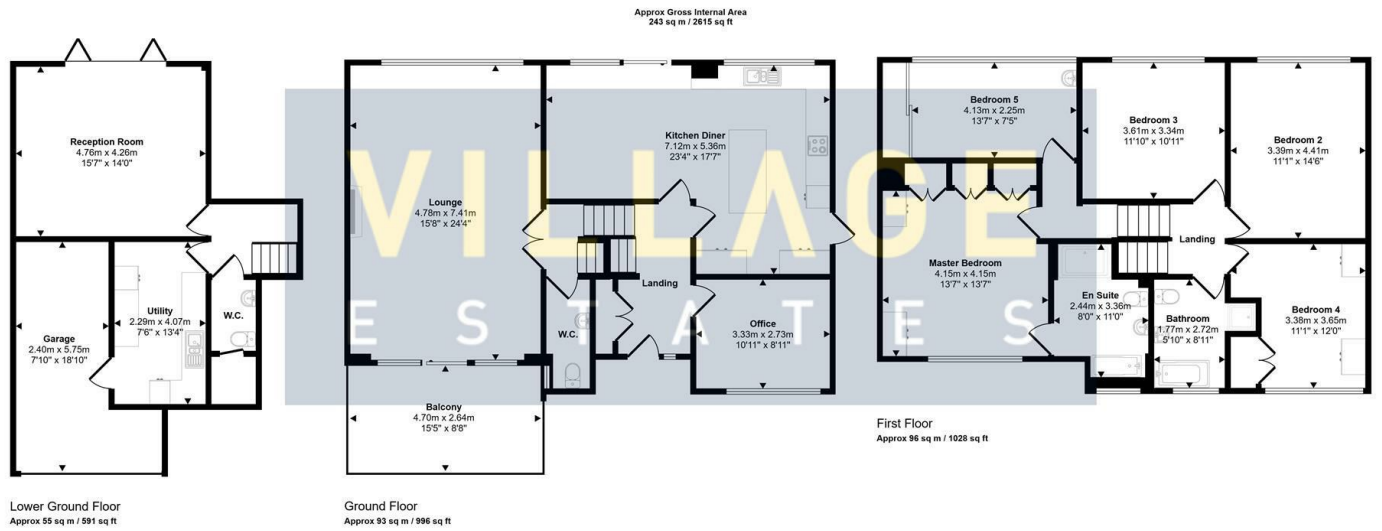 Approx Gross Internal Area
243 sq m / 2615 sq ft
Reception Room
4.76m x 4.26m
15'7" x 14'0"
Utility
2.29m x 4.07m
7'6" x 13'4"
W.C.
Garage
2.40m x 5.75m
7'10" x 18'10"
Lower Ground Floor
Approx 55 sq m / 591 sq ft
VILLAGE
ESTATES
Lounge
4.78m x 7.41m
15'8" x 24'4"
Kitchen Diner
7.12m x 5.36m
23'4" x 17'7"
Landing
W.C.
Office
3.33m x 2.73m
10'11" x 8'11"
Balcony
4.70m x 2.64m
15'5" x 8'8"
Ground Floor
Approx 93 sq m / 996 sq ft
Bedroom 5
4.13m x 2.25m
13'7" x 7'5"
Bedroom 3
3.61m x 3.34m
11'10" x 10'11"
Bedroom 2
3.39m x 4.41m
11'1" x 14'6"
Landing
Master Bedroom
4.15m x 4.15m
13'7" x 13'7"
En Suite
2.44m x 3.36m
8'0" x 11'0"
Bathroom
1.77m x 2.72m
5'10" x 8'11"
Bedroom 4
3.38m x 3.65m
11'1" x 12'0"
First Floor
Approx 96 sq m / 1028 sq ft